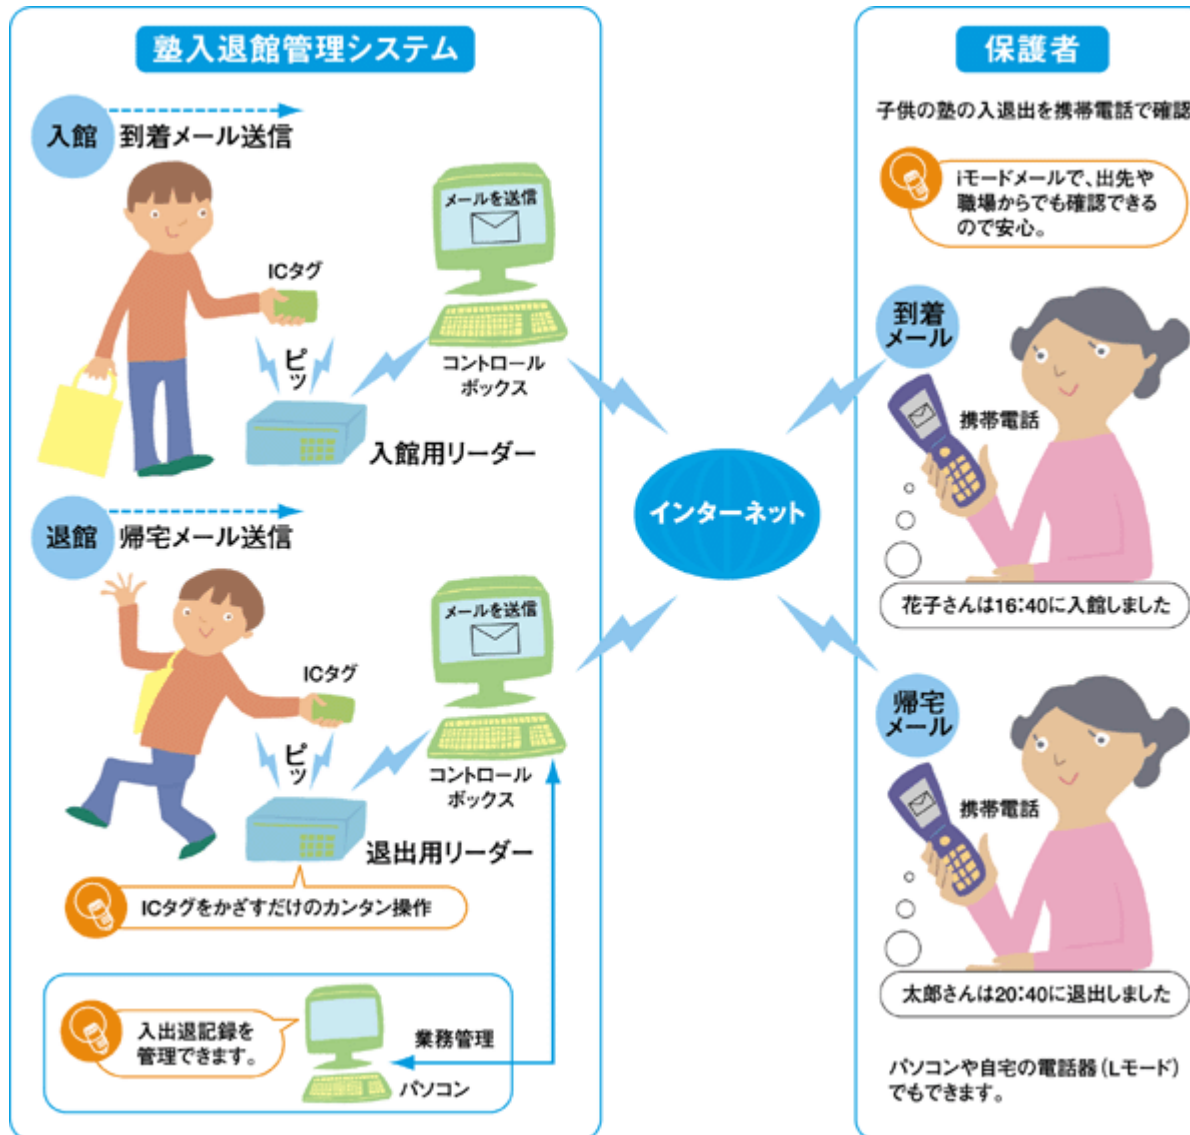 塾入退館管理システム
入館
到着メール送信
メールを送信
ICタグ
ピッ
コントロール
ボックス
入館用リーダー
退館
帰宅メール送信
メールを送信
ICタグ
ピッ
コントロール
ボックス
退出用リーダー
ICタグをかざすだけのカンタン操作
入出退記録を
管理できます。
業務管理
パソコン
インターネット
保護者
子供の塾の入退出を携帯電話で確認
iモードメールで、出先や
職場からでも確認できる
ので安心。
到着
メール
携帯電話
花子さんは16:40に入館しました
帰宅
メール
携帯電話
太郎さんは20:40に退出しました
パソコンや自宅の電話器(Lモード)
でもできます。